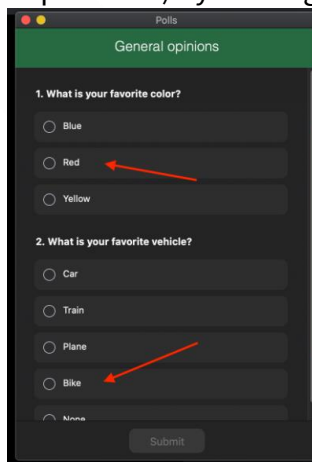 Polls
General opinions
1. What is your favorite color?
Blue
Red
Yellow
2. What is your favorite vehicle?
Car
Train
Plane
Bike
None
Submit